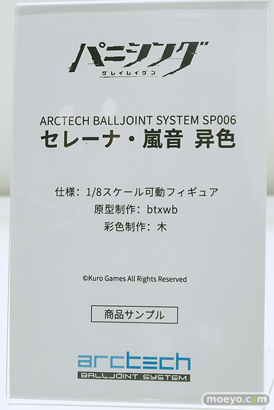 パニシング
グレイレイヴン
ARCTECH BALLJOINT SYSTEM SP006
セレーナ・嵐音 异色
仕様：1/8スケール可動フィギュア
原型制作：btxwb
彩色制作：木
©Kuro Games All Rights Reserved
商品サンプル
arctech
BALLJOINT SYSTEM
moeyo.com